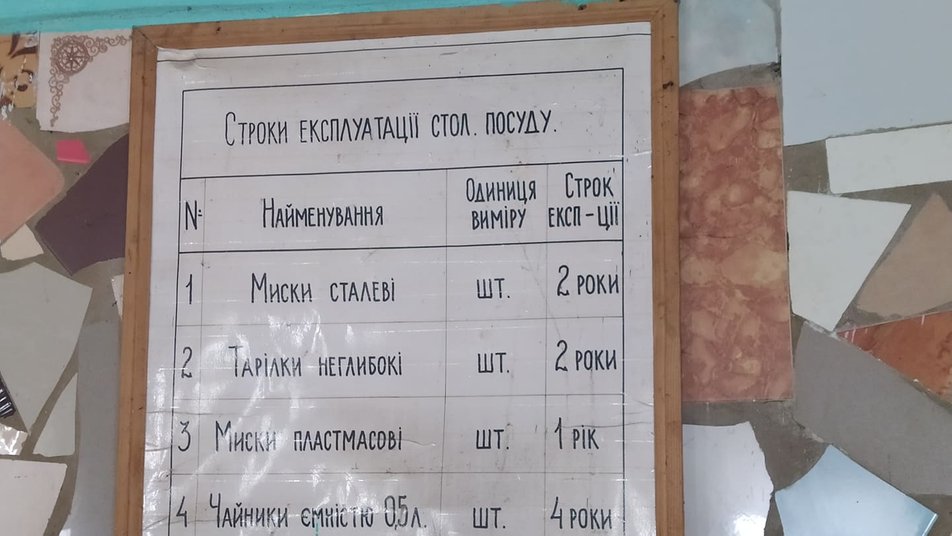 СТРОКИ ЕКСПЛУАТАЦІЇ СТОЛ. ПОСУДУ.
№ НАЙМЕНУВАННЯ ОДИНИЦЯ ВИМІРУ СТРОК ЕКСП-ЦІЇ
1 МИСКИ СТАЛЕВІ ШТ. 2 РОКИ
2 ТАРІЛКИ НЕГЛИБОКІ ШТ. 2 РОКИ
3 МИСКИ ПЛАСТМАСОВІ ШТ. 1 РІК
4 ЧАЙНИКИ ЄМНІСТЮ 0,5Л. ШТ. 4 РОКИ